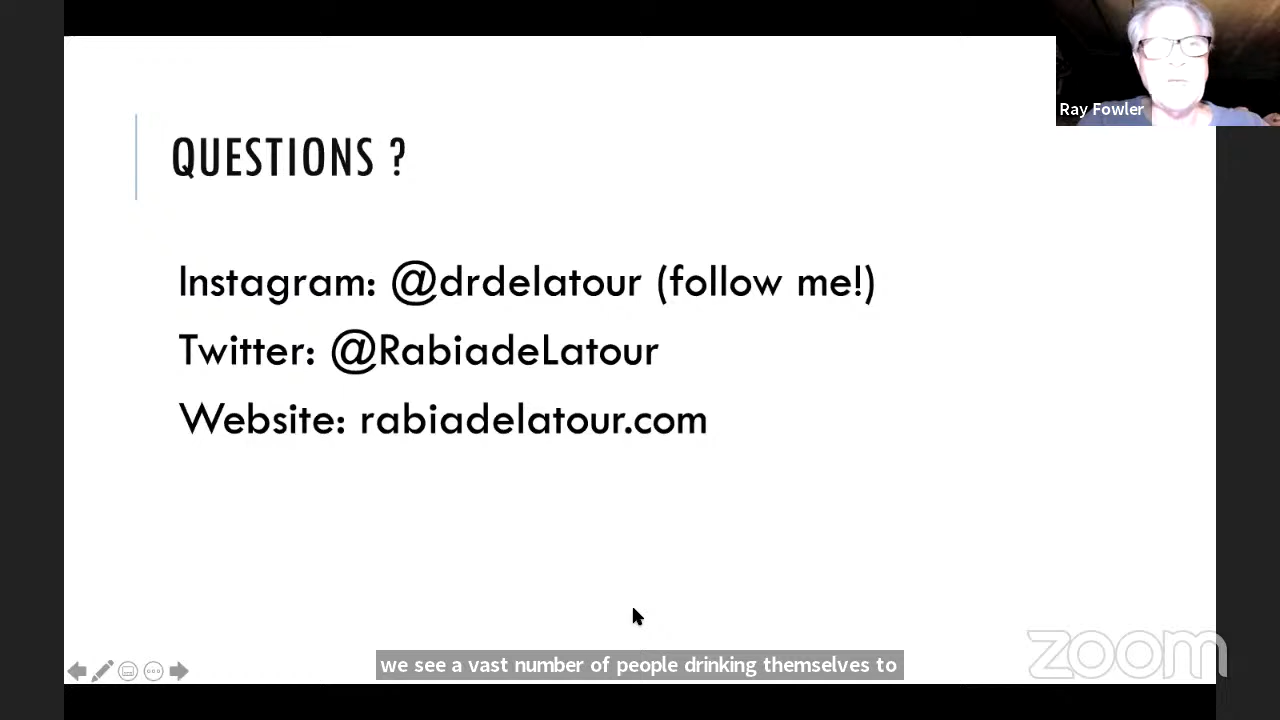 Ray Fowler
QUESTIONS ?
Instagram: @drdelatour (follow me!)
Twitter: @RabiadeLatour
Website: rabiadelatour.com
zoom
we see a vast number of people drinking themselves to